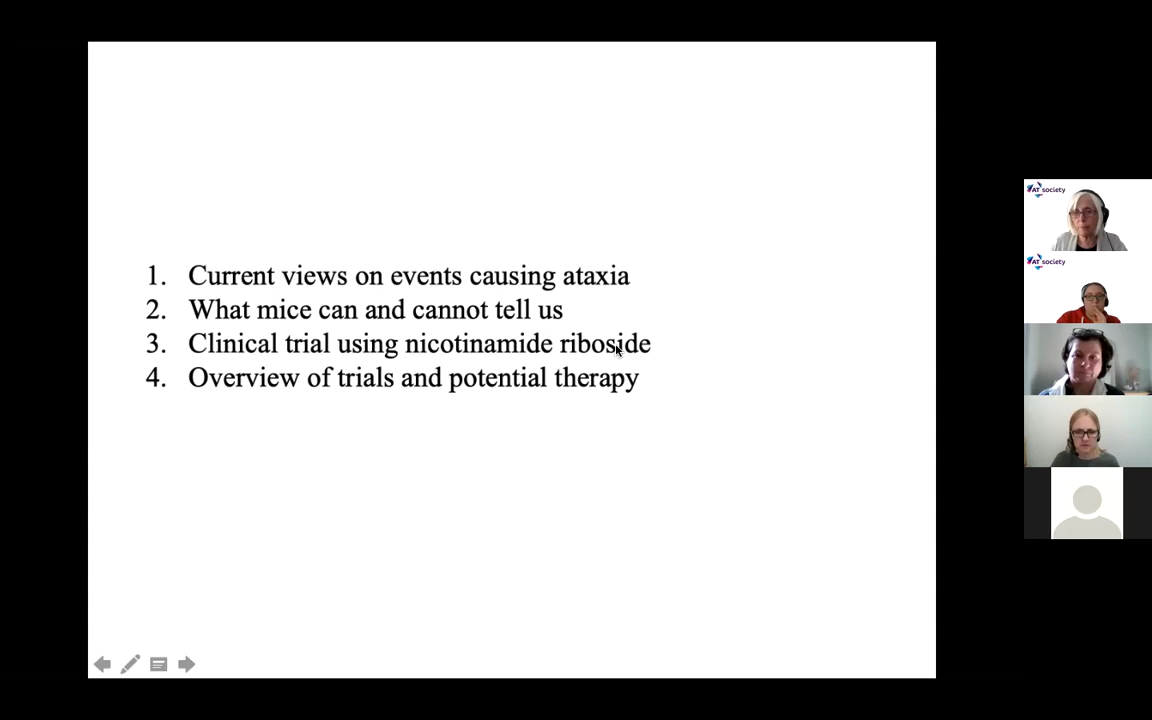 1. Current views on events causing ataxia
2. What mice can and cannot tell us
3. Clinical trial using nicotinamide riboside
4. Overview of trials and potential therapy
AT society
AT society